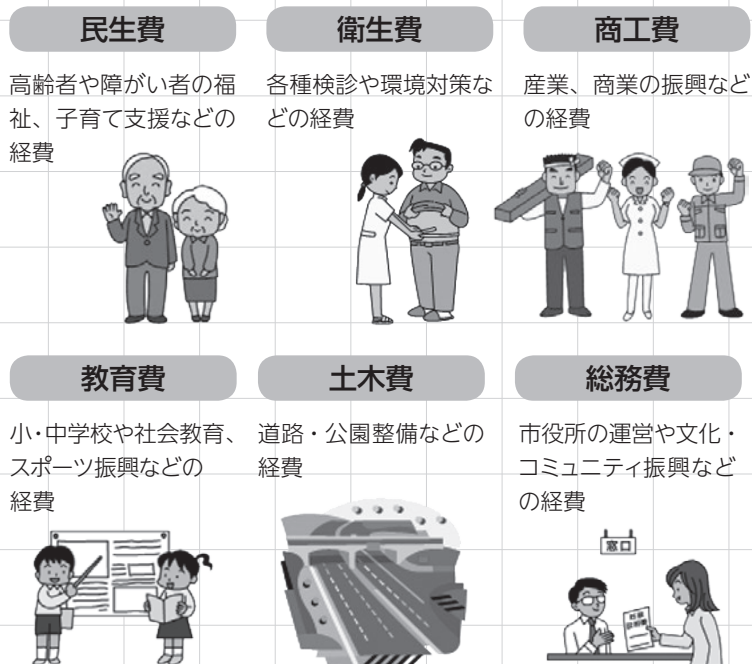 民生費
高齢者や障がい者の福
祉、子育て支援などの
経費
衛生費
各種検診や環境対策な
どの経費
商工費
産業、商業の振興など
の経費
教育費
小・中学校や社会教育、
スポーツ振興などの
経費
土木費
道路・公園整備などの
経費
総務費
市役所の運営や文化・
コミュニティ振興など
の経費
窓口